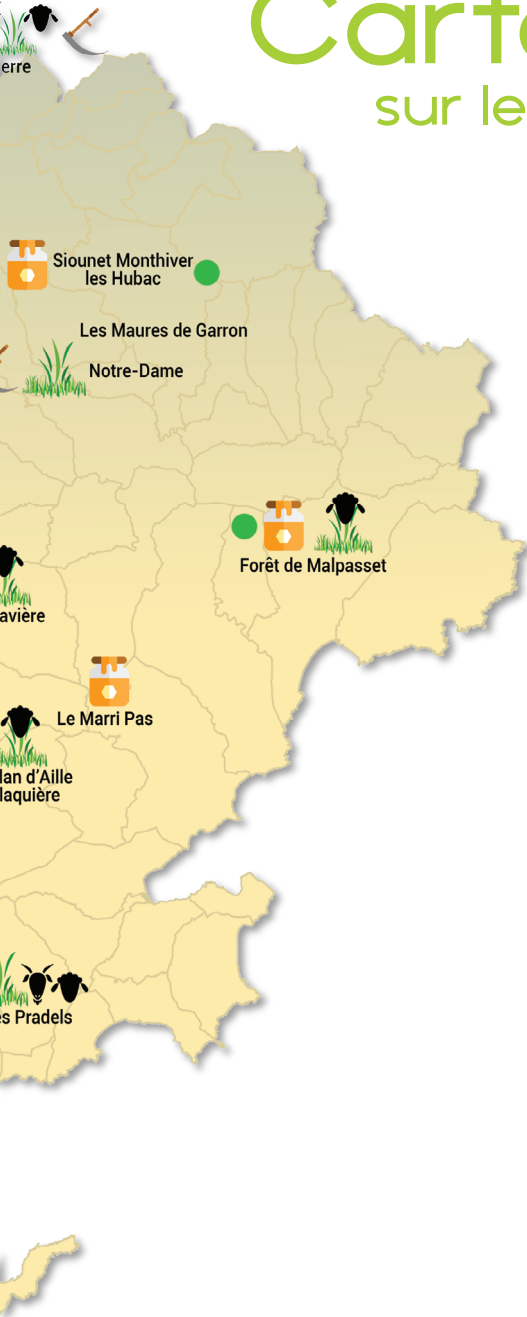 Carte
sur le
erre
Siounet Monthiver
les Hubac
Les Maures de Garron
Notre-Dame
Forêt de Malpasset
avière
Le Marri Pas
lan d'Aille
laquière
es Pradels